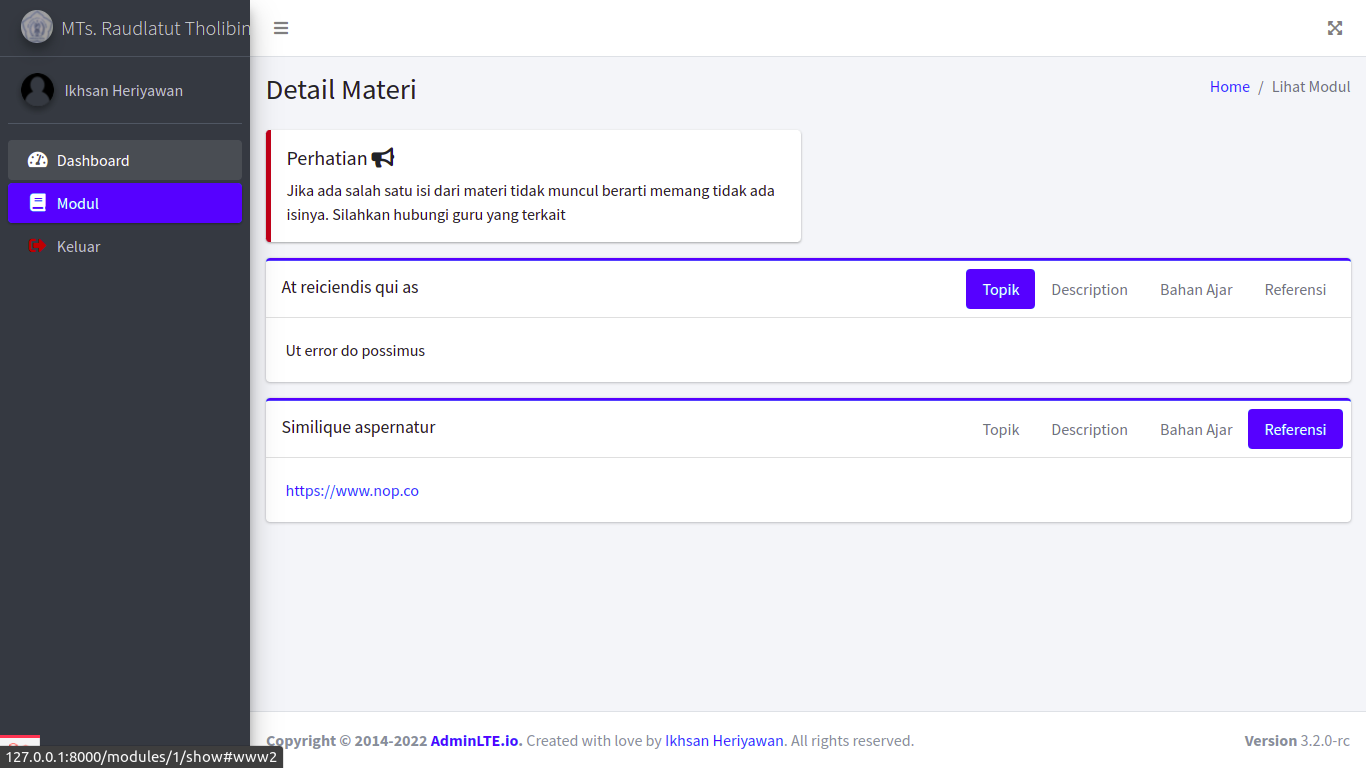 MTs. Raudlatut Tholibin
Ikhsan Heriyawan
Dashboard
Modul
Keluar
Detail Materi
Home / Lihat Modul
Perhatian
Jika ada salah satu isi dari materi tidak muncul berarti memang tidak ada
isinya. Silahkan hubungi guru yang terkait
At reiciendis qui as
Topik Description Bahan Ajar Referensi
Ut error do possimus
Similique aspernatur
Topik Description Bahan Ajar Referensi
https://www.nop.co
Copyright © 2014-2022 AdminLTE.io. Created with love by Ikhsan Heriyawan. All rights reserved.
Version 3.2.0-rc
127.0.0.1:8000/modules/1/show#www2